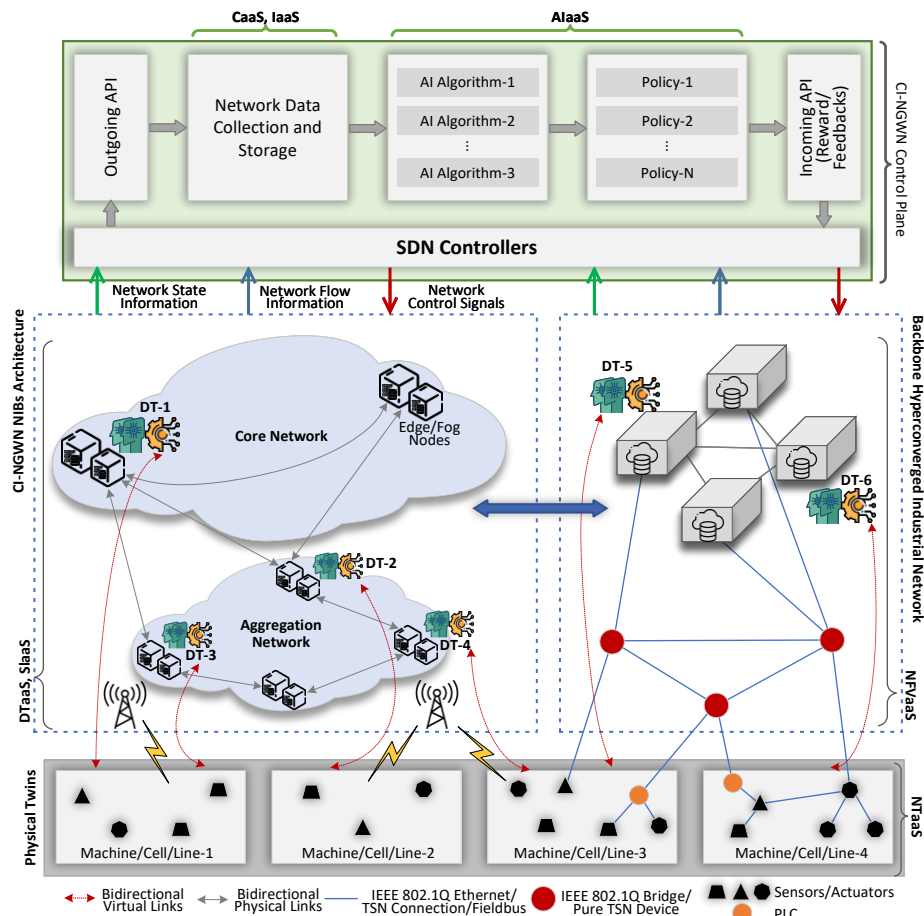 CaaS, IaaS
AIaaS
Outgoing API
Network Data
Collection and
Storage
AI Algorithm-1
AI Algorithm-2
⋮
AI Algorithm-3
Policy-1
Policy-2
⋮
Policy-N
Incoming API
(Reward/
Feedbacks)
CI-NGWN Control Plane
SDN Controllers
Network State
Information
Network Flow
Information
Network
Control Signals
CI-NGWN NIBs Architecture
DTaaS, SIaaS
DT-1
Core Network
Edge/Fog
Nodes
DT-2
Aggregation
Network
DT-3
DT-4
DT-5
DT-6
Backbone Hyperconverged Industrial Network
NFVaaS
Physical Twins
Machine/Cell/Line-1
Machine/Cell/Line-2
Machine/Cell/Line-3
Machine/Cell/Line-4
NTaaS
Bidirectional
Virtual Links
Bidirectional
Physical Links
IEEE 802.1Q Ethernet/
TSN Connection/Fieldbus
IEEE 802.1Q Bridge/
Pure TSN Device
Sensors/Actuators
PLC